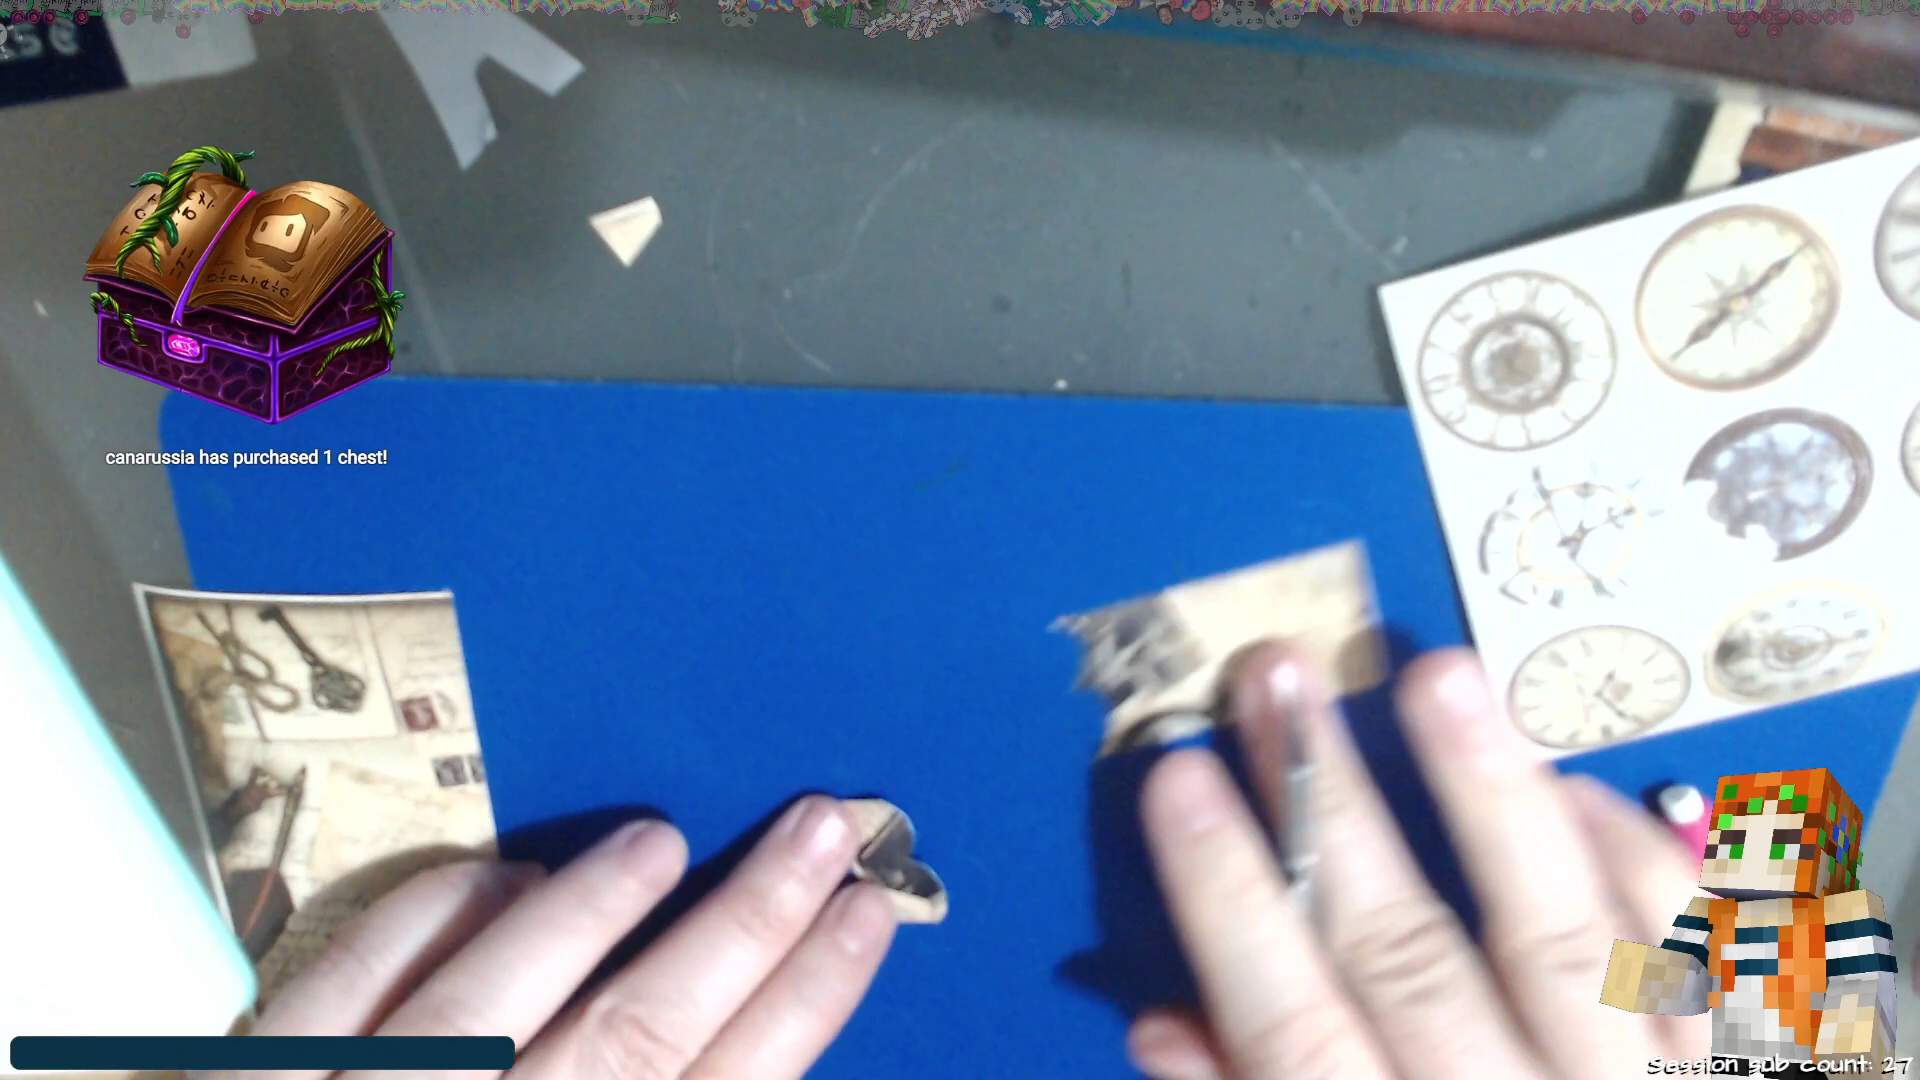 canarussia has purchased 1 chest!
Session sub count: 27